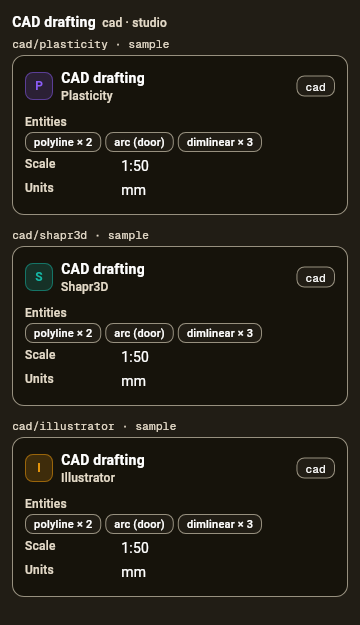 CAD drafting cad · studio
cad/plasticity · sample
P
CAD drafting
Plasticity
cad
Entities
polyline × 2 arc (door) dimlinear × 3
Scale 1:50
Units mm
cad/shapr3d · sample
S
CAD drafting
Shapr3D
cad
Entities
polyline × 2 arc (door) dimlinear × 3
Scale 1:50
Units mm
cad/illustrator · sample
I
CAD drafting
Illustrator
cad
Entities
polyline × 2 arc (door) dimlinear × 3
Scale 1:50
Units mm